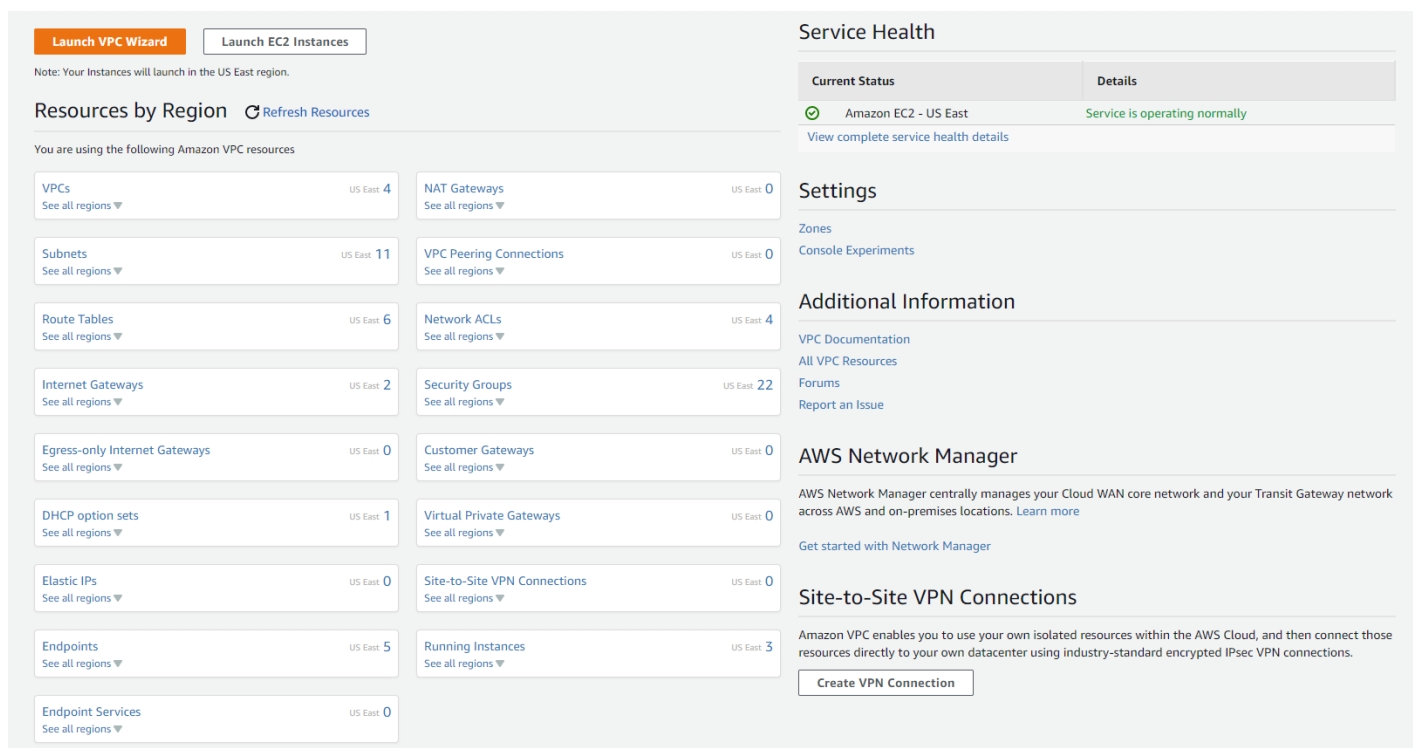 Launch VPC Wizard
Launch EC2 Instances
Note: Your Instances will launch in the US East region.
Resources by Region
Refresh Resources
You are using the following Amazon VPC resources
VPCs
US East 4
See all regions
NAT Gateways
US East 0
See all regions
Subnets
US East 11
See all regions
VPC Peering Connections
US East 0
See all regions
Route Tables
US East 6
See all regions
Network ACLs
US East 4
See all regions
Internet Gateways
US East 2
See all regions
Security Groups
US East 22
See all regions
Egress-only Internet Gateways
US East 0
See all regions
Customer Gateways
US East 0
See all regions
DHCP option sets
US East 1
See all regions
Virtual Private Gateways
US East 0
See all regions
Elastic IPs
US East 0
See all regions
Site-to-Site VPN Connections
US East 0
See all regions
Endpoints
US East 5
See all regions
Running Instances
US East 3
See all regions
Endpoint Services
US East 0
See all regions
Service Health
Current Status
Details
Amazon EC2 - US East
Service is operating normally
View complete service health details
Settings
Zones
Console Experiments
Additional Information
VPC Documentation
All VPC Resources
Forums
Report an Issue
AWS Network Manager
AWS Network Manager centrally manages your Cloud WAN core network and your Transit Gateway network
across AWS and on-premises locations. Learn more
Get started with Network Manager
Site-to-Site VPN Connections
Amazon VPC enables you to use your own isolated resources within the AWS Cloud, and then connect those
resources directly to your own datacenter using industry-standard encrypted IPsec VPN connections.
Create VPN Connection